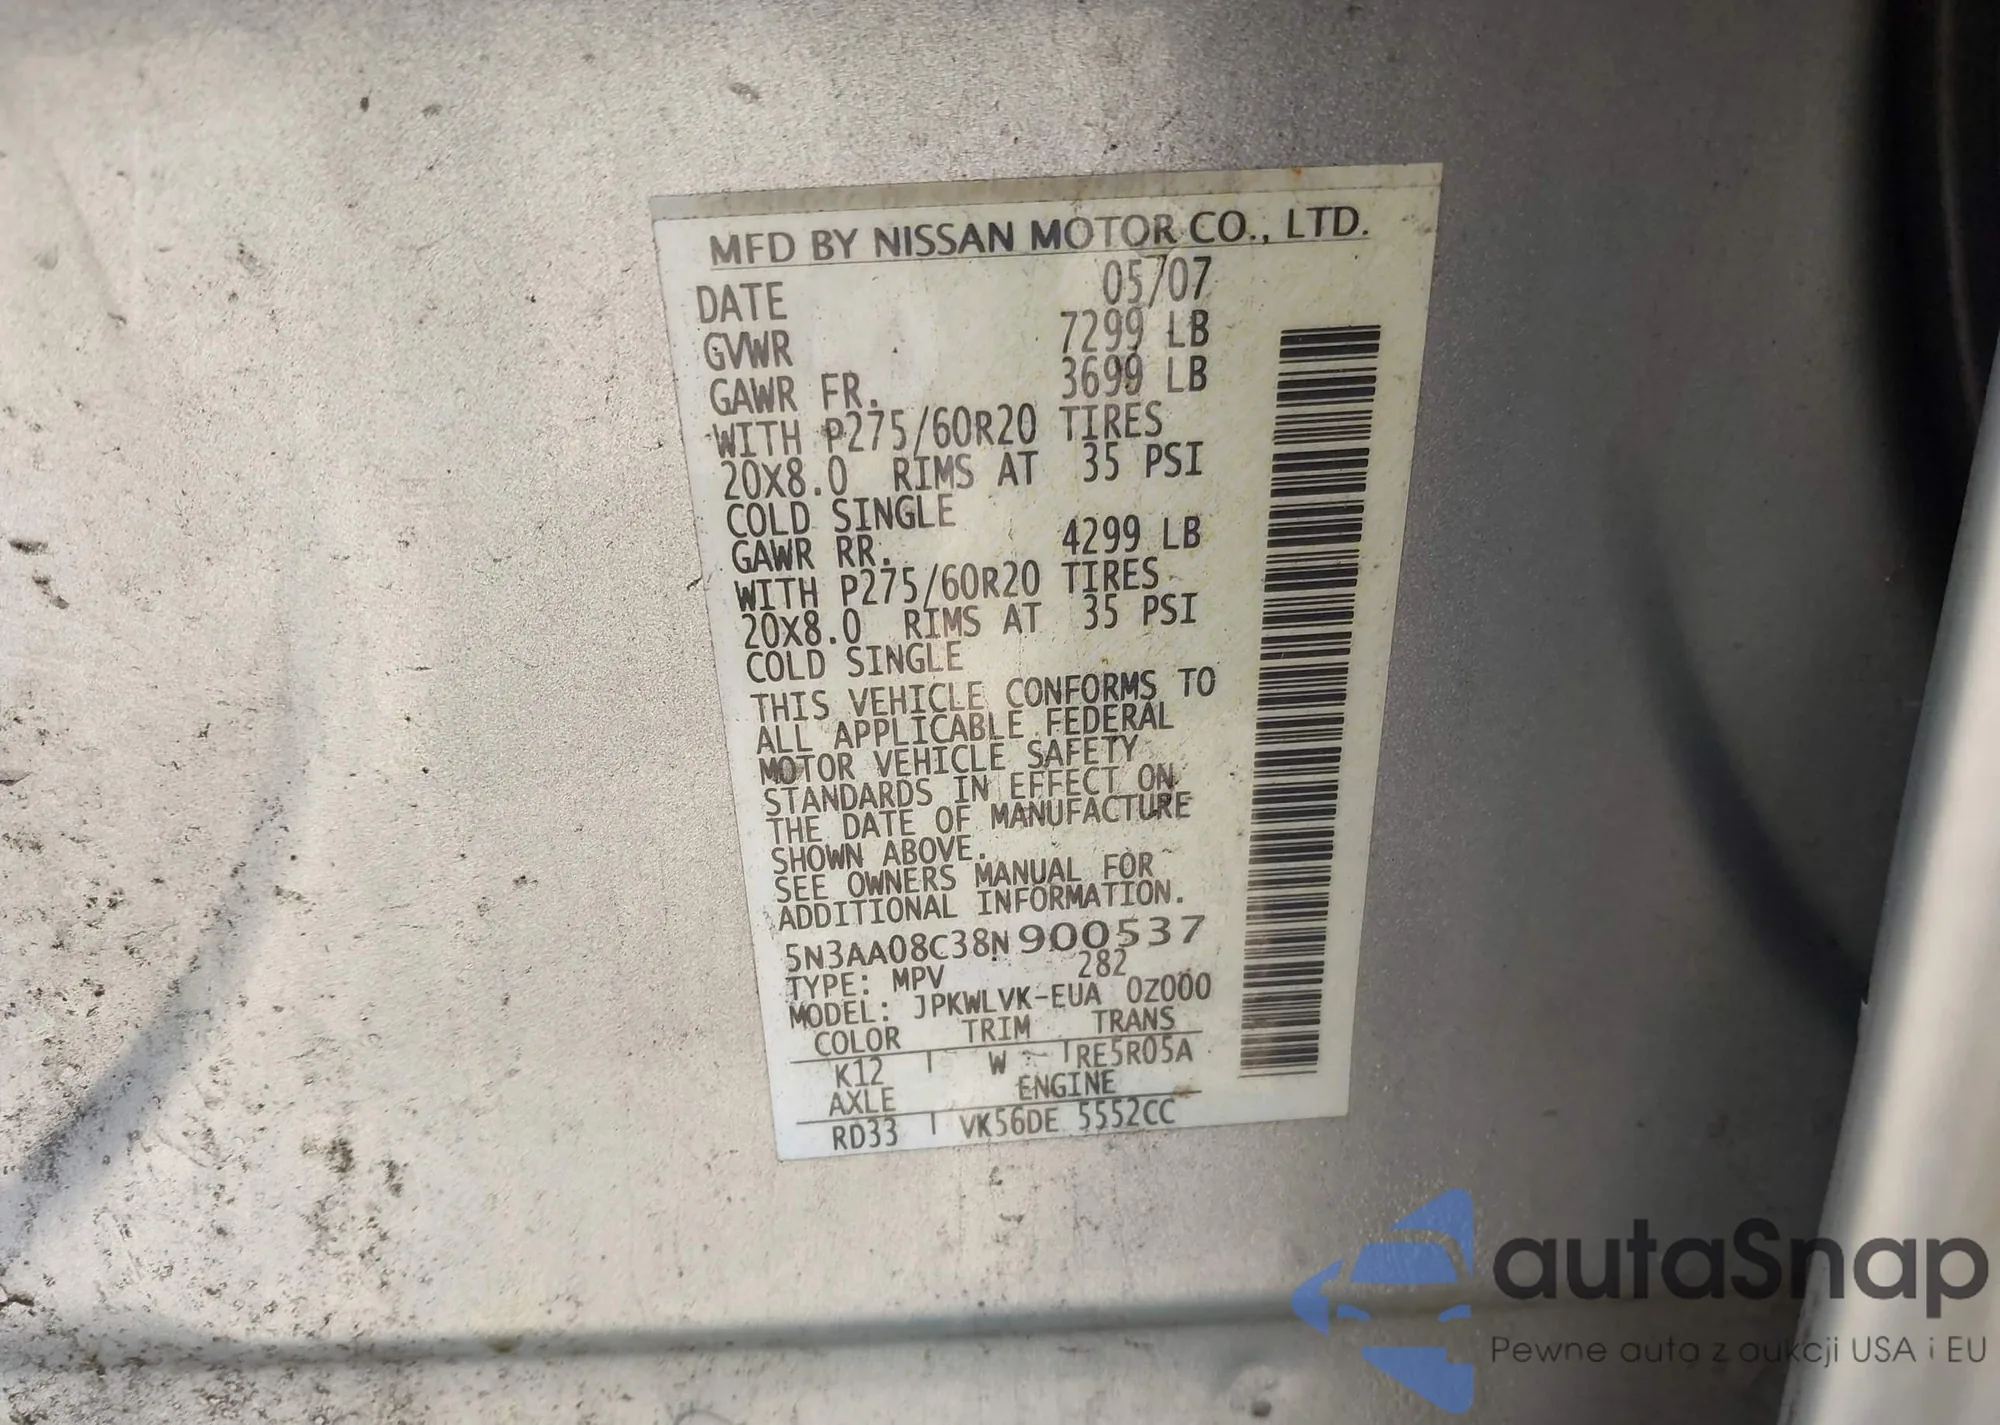 MFD BY NISSAN MOTOR CO., LTD.
DATE 05/07
GVWR 7299 LB
GAWR FR. 3699 LB
WITH P275/60R20 TIRES
20X8.0 RIMS AT 35 PSI
COLD SINGLE
GAWR RR. 4299 LB
WITH P275/60R20 TIRES
20X8.0 RIMS AT 35 PSI
COLD SINGLE
THIS VEHICLE CONFORMS TO
ALL APPLICABLE FEDERAL
MOTOR VEHICLE SAFETY
STANDARDS IN EFFECT ON
THE DATE OF MANUFACTURE
SHOWN ABOVE.
SEE OWNERS MANUAL FOR
ADDITIONAL INFORMATION.
5N3AA08C38N900537
TYPE: MPV 282
MODEL: JPKWLVK-EUA 0Z000
COLOR TRIM TRANS
K12 W RE5R05A
AXLE ENGINE
RD33 VK56DE 5552CC
autaSnap
Pewne auta z aukcji USA i EU